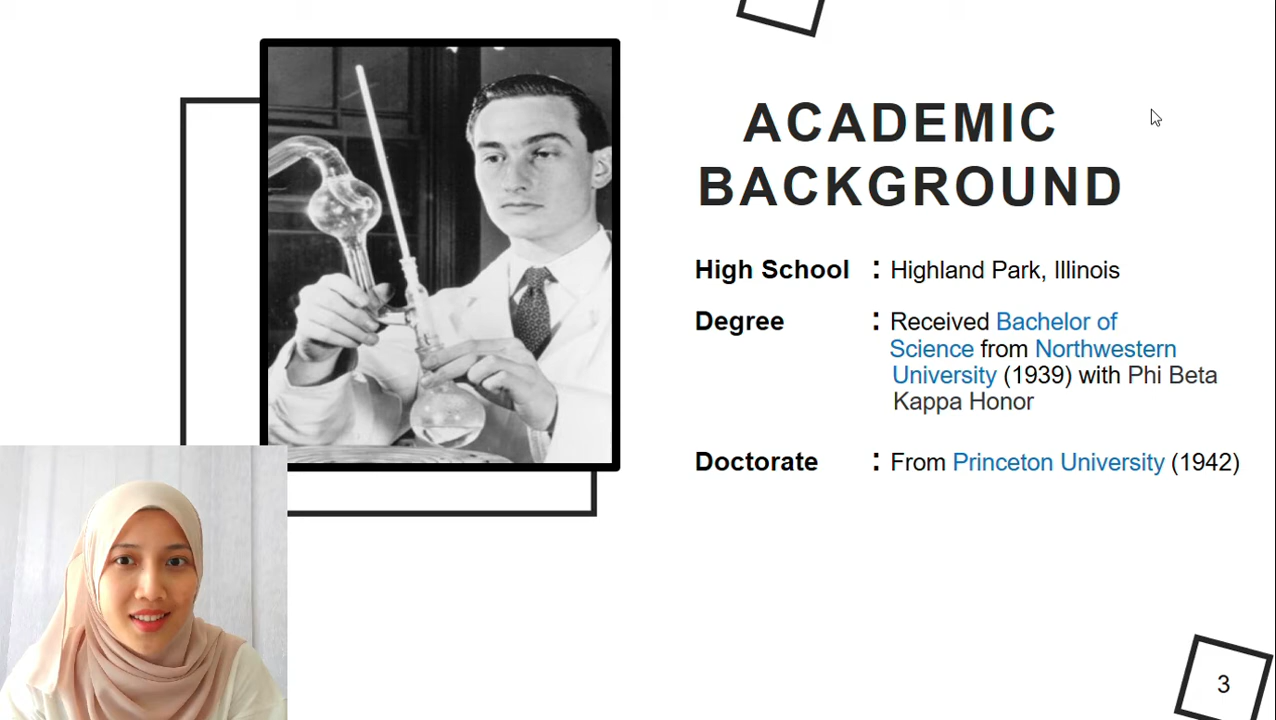 ACADEMIC
BACKGROUND
High School : Highland Park, Illinois
Degree : Received Bachelor of
Science from Northwestern
University (1939) with Phi Beta
Kappa Honor
Doctorate : From Princeton University (1942)
3